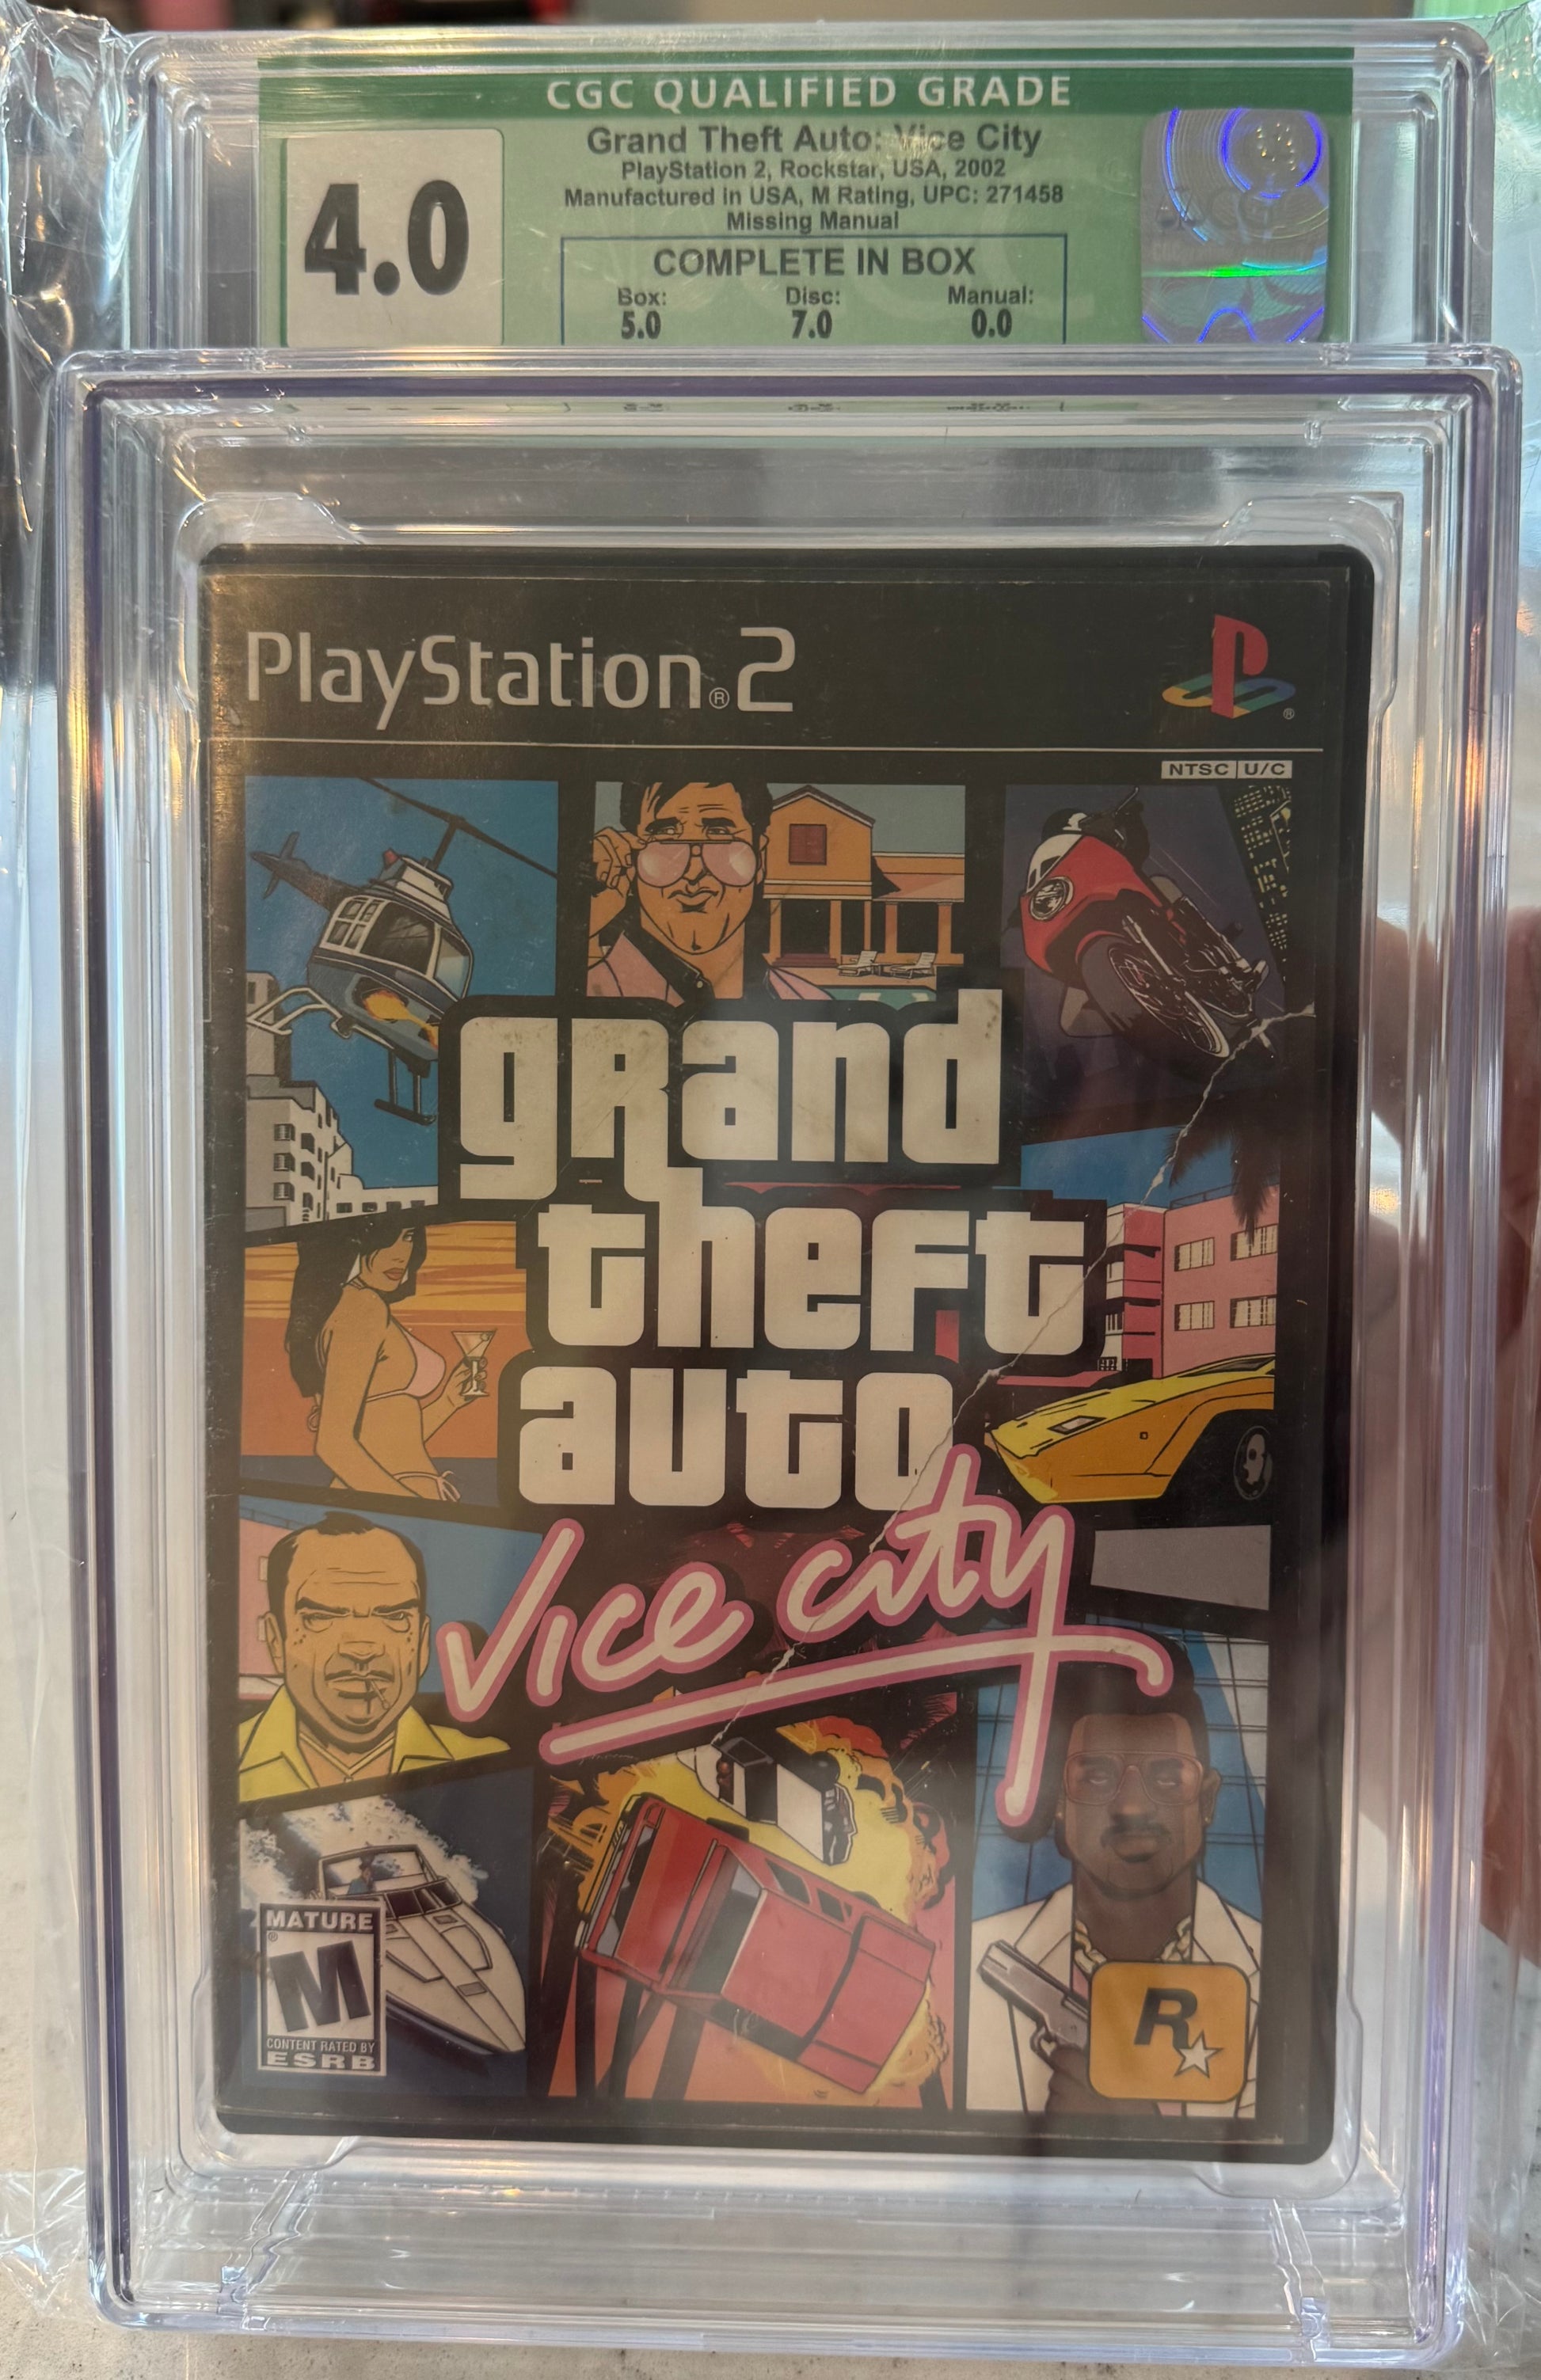 CGC QUALIFIED GRADE
4.0
Grand Theft Auto: Vice City
PlayStation 2, Rockstar, USA, 2002
Manufactured in USA, M Rating, UPC: 271458
Missing Manual
COMPLETE IN BOX
Box: Disc: Manual:
5.0 7.0 0.0
PlayStation®2
NTSC U/C
grand
theft
auto
Vice City
MATURE
M
CONTENT RATED BY
ESRB
R